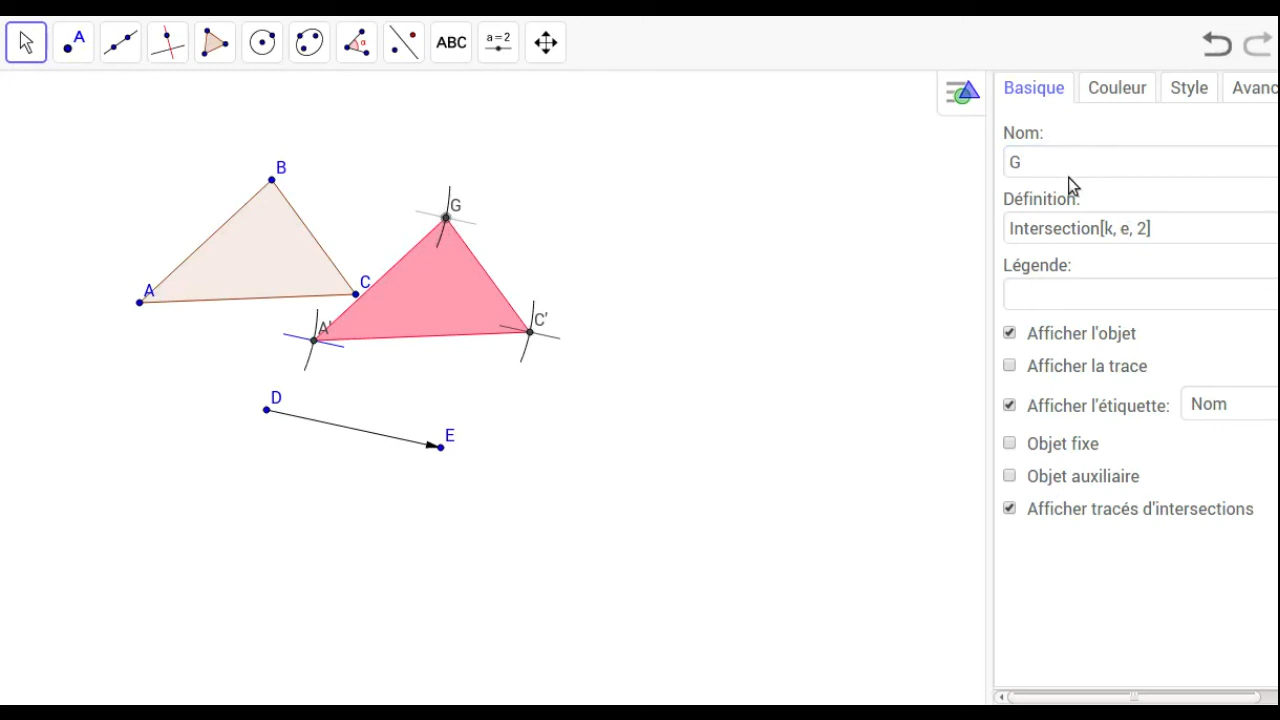 A α ABC a=2
Basique Couleur Style Avanc
Nom:
G
Définition:
Intersection[k, e, 2]
Légende:
Afficher l'objet
Afficher la trace
Afficher l'étiquette: Nom
Objet fixe
Objet auxiliaire
Afficher tracés d'intersections
B
G
A
C
A'
C'
D
E